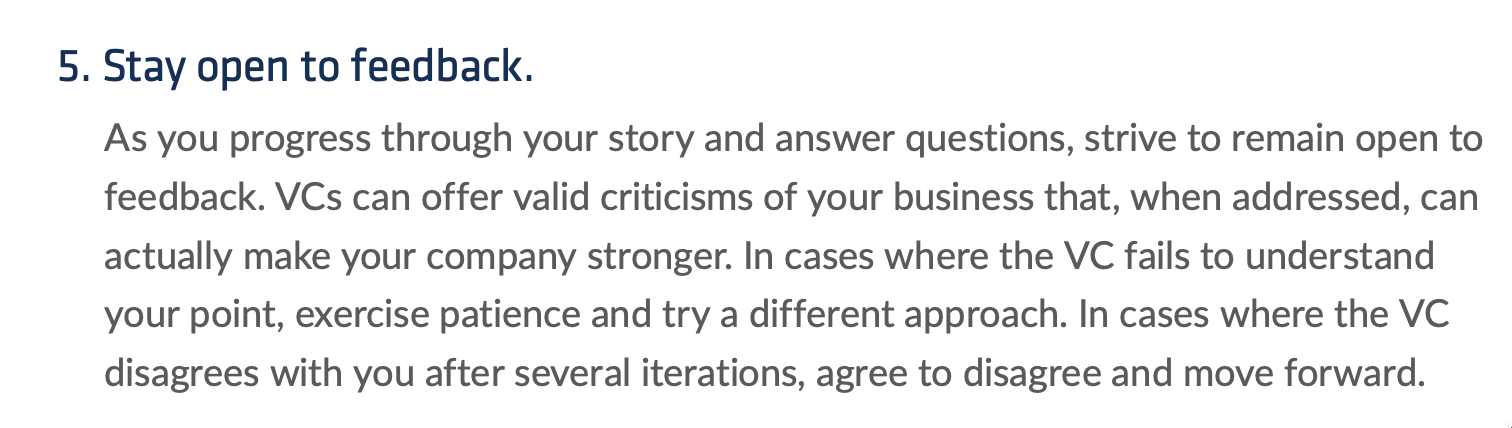 5. Stay open to feedback.
As you progress through your story and answer questions, strive to remain open to
feedback. VCs can offer valid criticisms of your business that, when addressed, can
actually make your company stronger. In cases where the VC fails to understand
your point, exercise patience and try a different approach. In cases where the VC
disagrees with you after several iterations, agree to disagree and move forward.